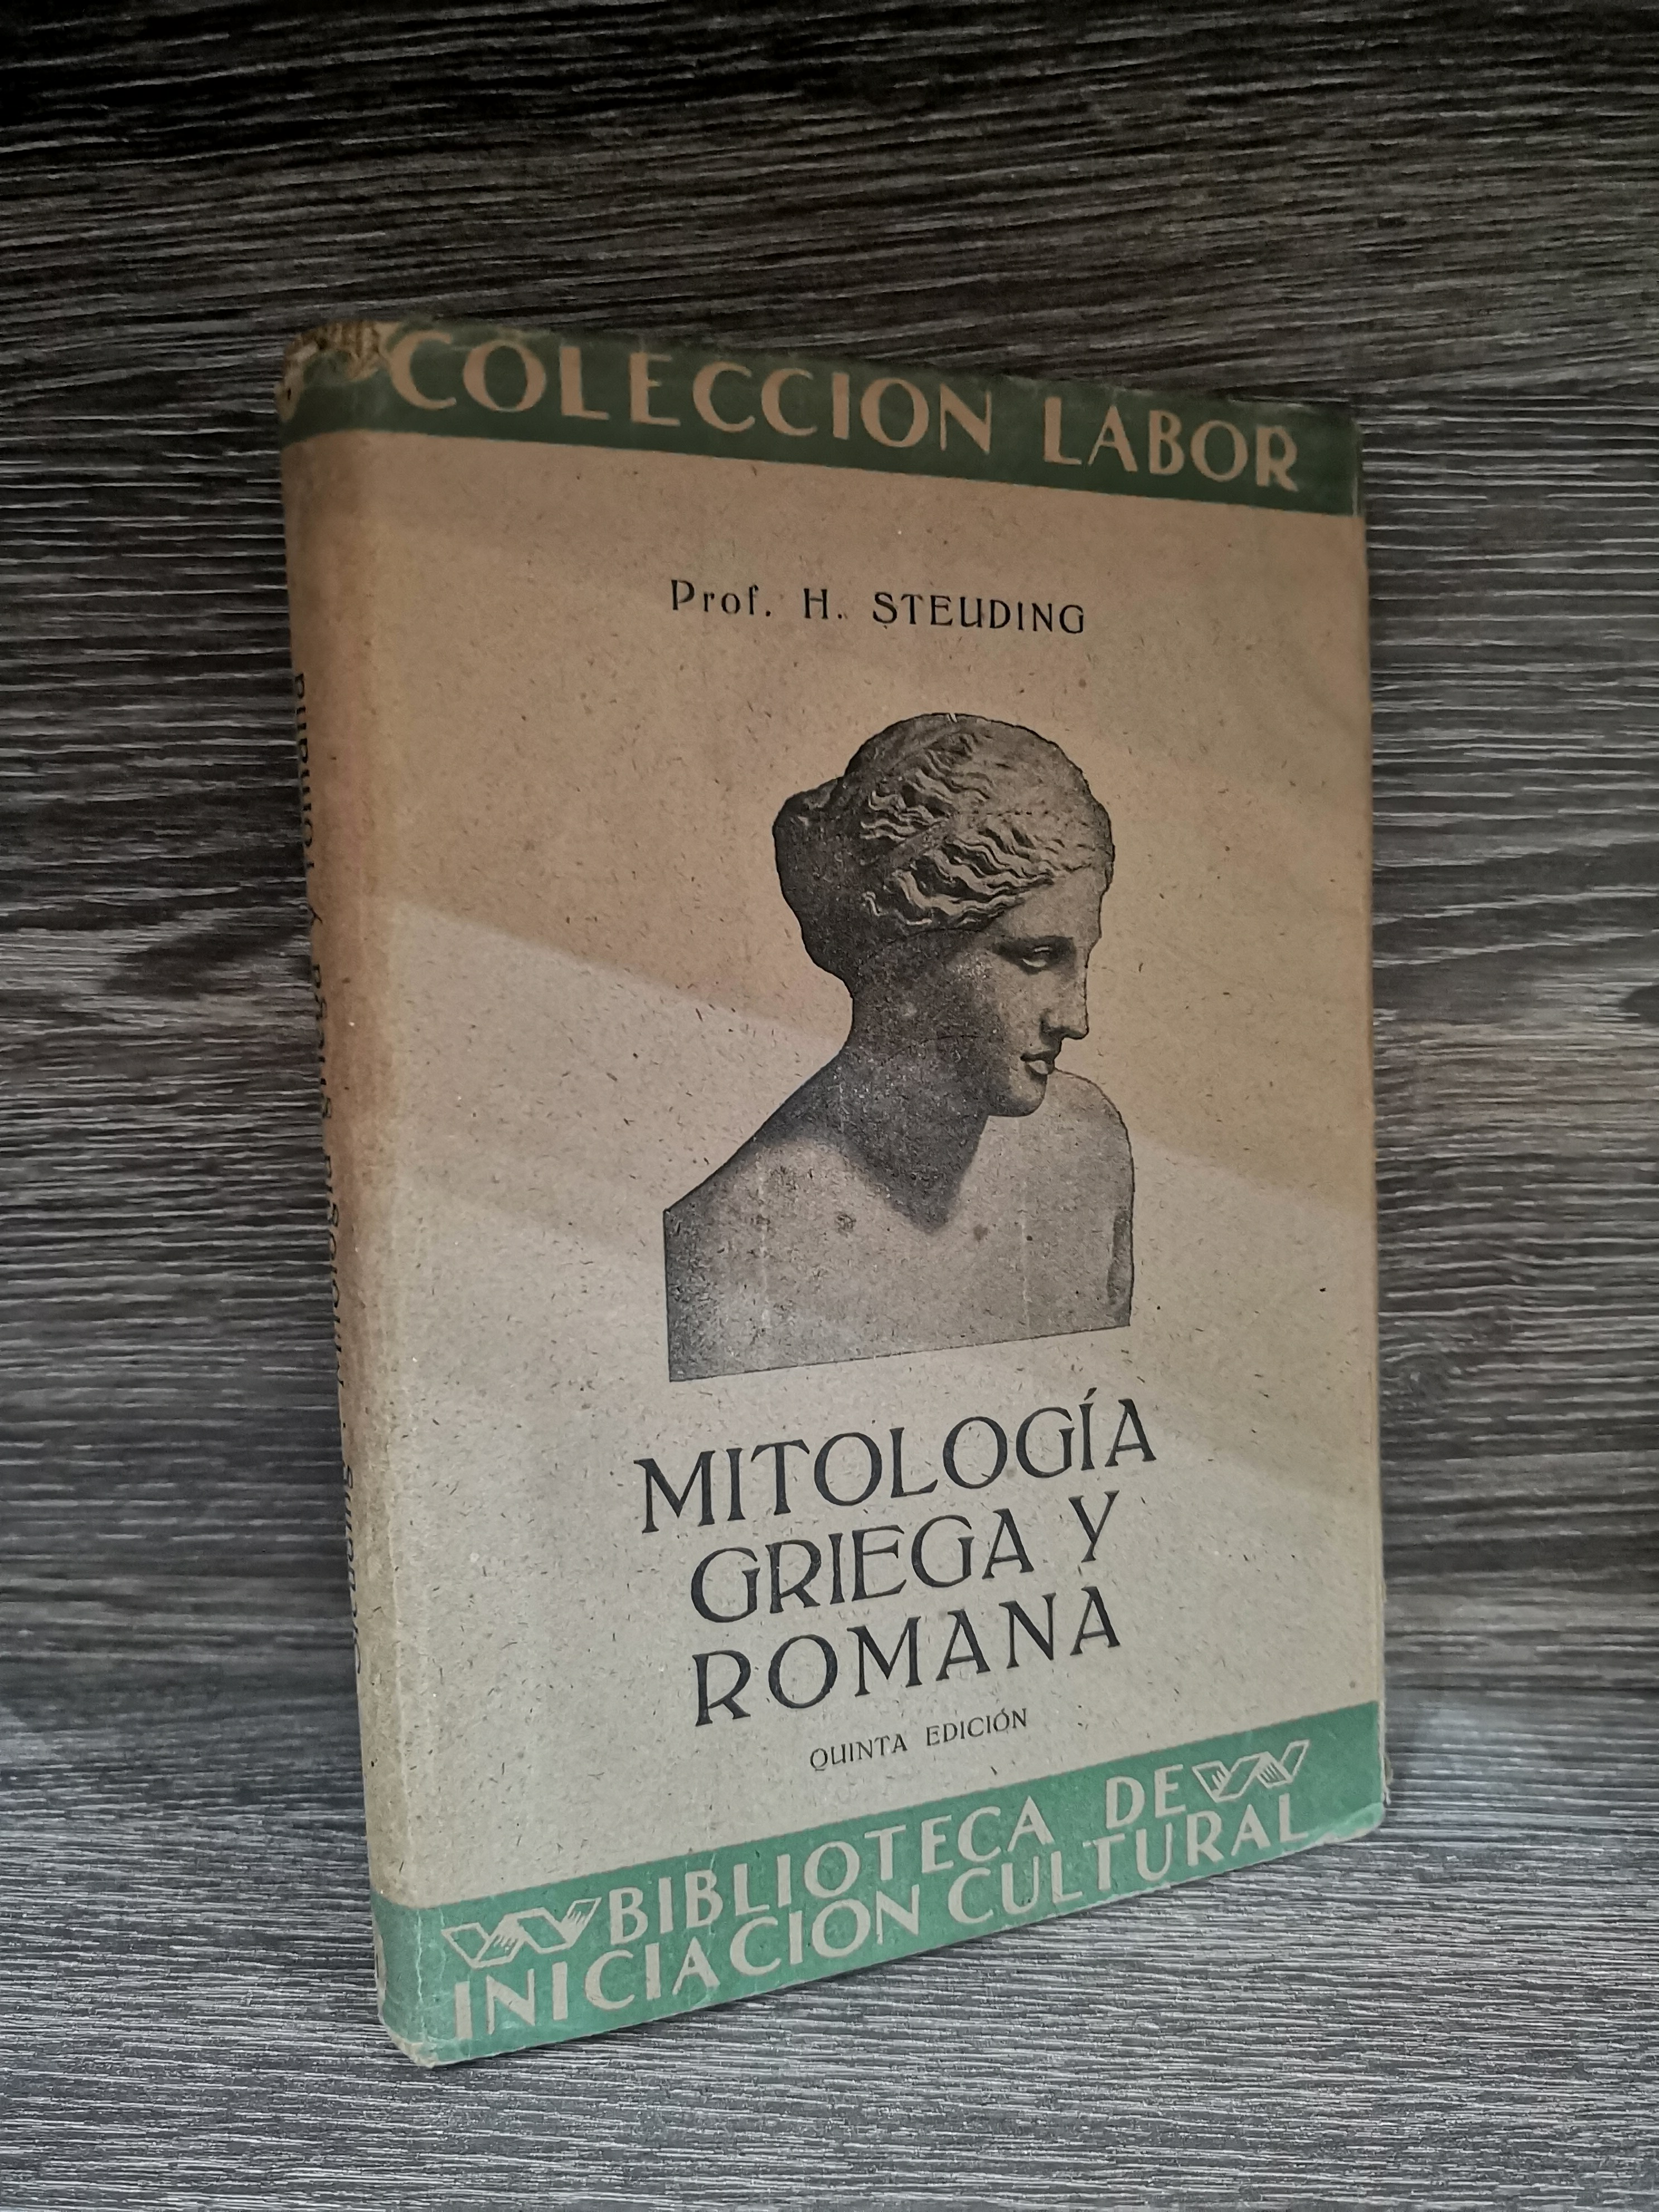 COLECCION LABOR
Prof. H. STEUDING
MITOLOGÍA
GRIEGA Y
ROMANA
QUINTA EDICIÓN
BIBLIOTECA DE
INICIACION CULTURAL